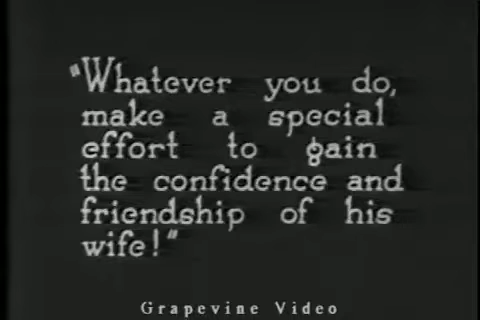 "Whatever you do,
make a special
effort to gain
the confidence and
friendship of his
wife!"
Grapevine Video